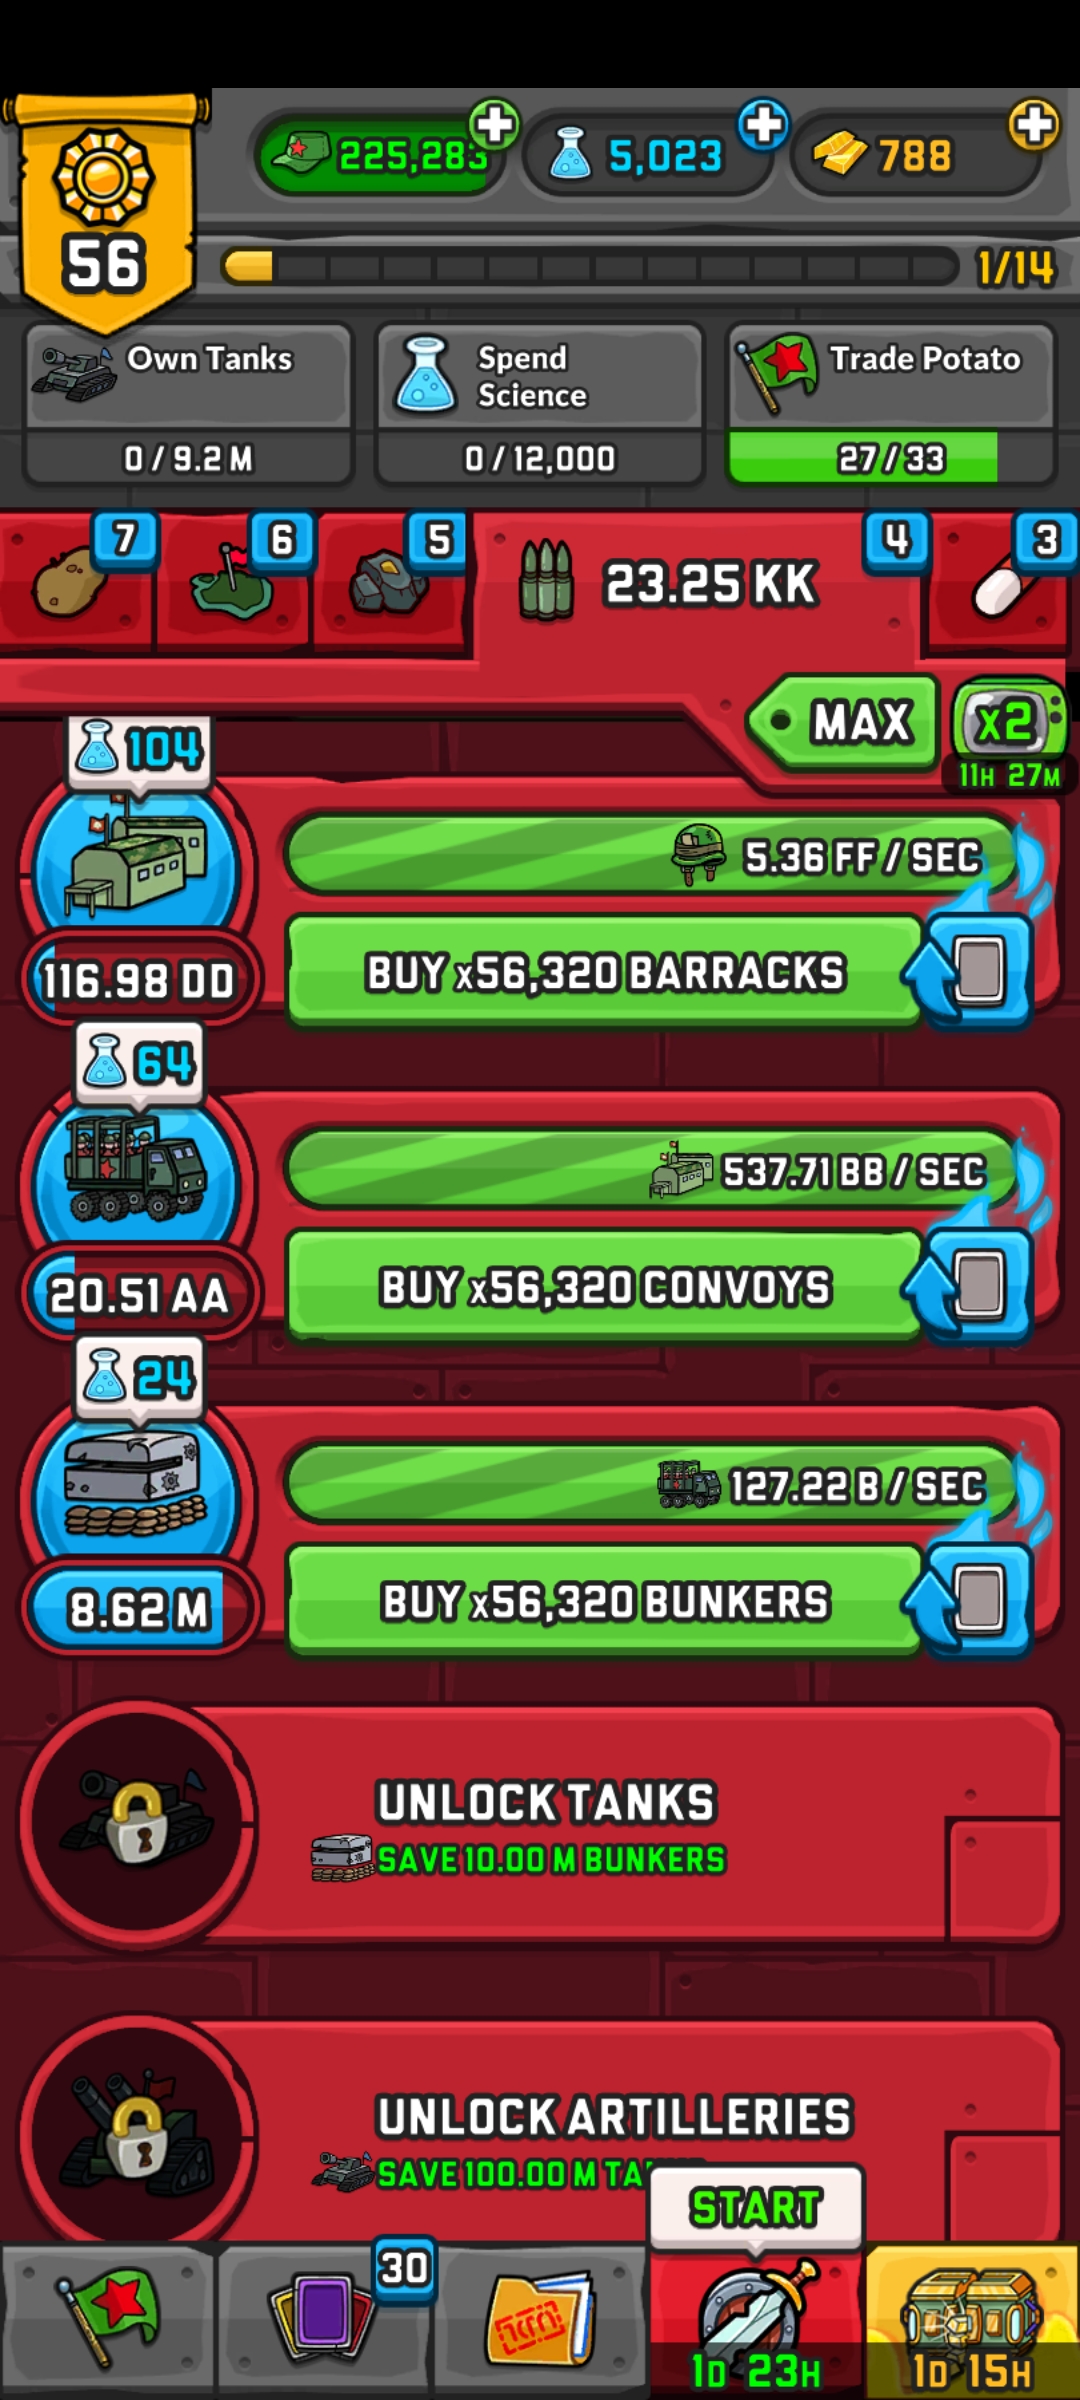 225,283
5,023
788
56
1/14
Own Tanks
0 / 9.2 M
Spend
Science
0 / 12,000
Trade Potato
27 / 33
7
6
5
23.25 KK
4
3
MAX
x2
11H 27M
104
5.36 FF / SEC
116.98 DD
BUY x56,320 BARRACKS
64
537.71 BB / SEC
20.51 AA
BUY x56,320 CONVOYS
24
127.22 B / SEC
8.62 M
BUY x56,320 BUNKERS
UNLOCK TANKS
SAVE 10.00 M BUNKERS
UNLOCK ARTILLERIES
SAVE 100.00 M
START
30
1D 23H
1D 15H